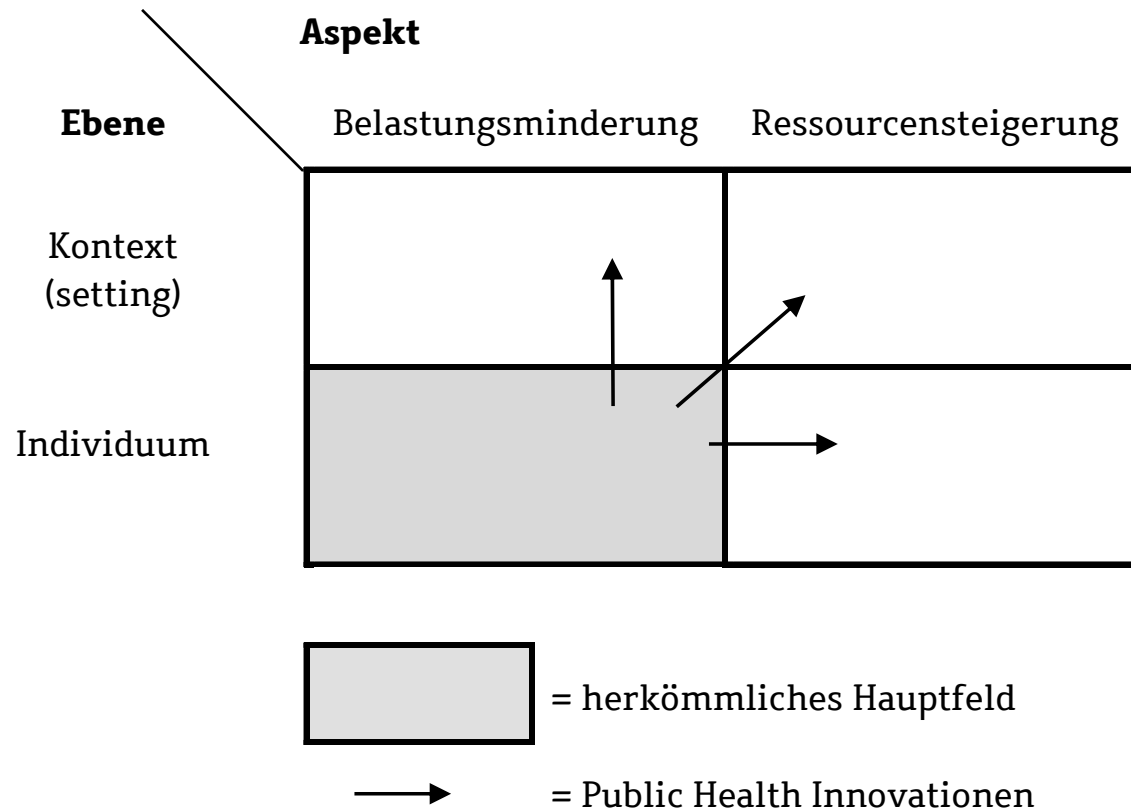 Aspekt
Ebene
Belastungsminderung
Ressourcensteigerung
Kontext
(setting)
Individuum
= herkömmliches Hauptfeld
= Public Health Innovationen